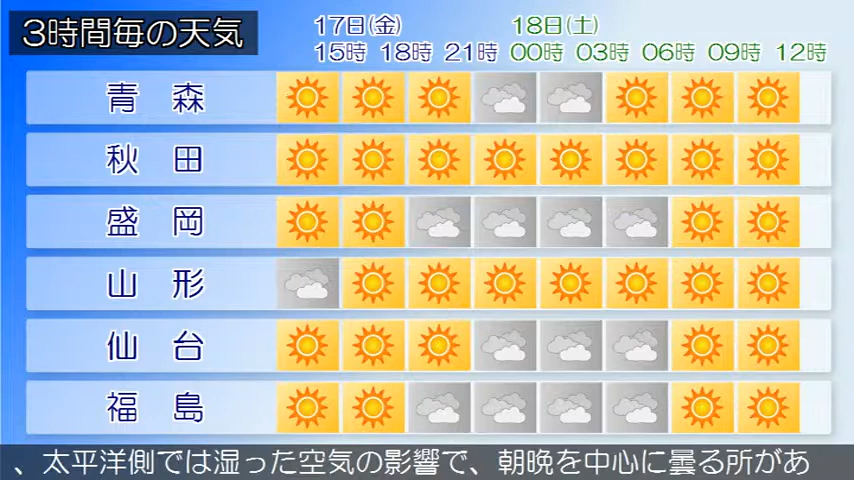 3時間毎の天気
17日(金) 18日(土)
15時 18時 21時 00時 03時 06時 09時 12時
青 森
秋 田
盛 岡
山 形
仙 台
福 島
、太平洋側では湿った空気の影響で、朝晩を中心に曇る所があ